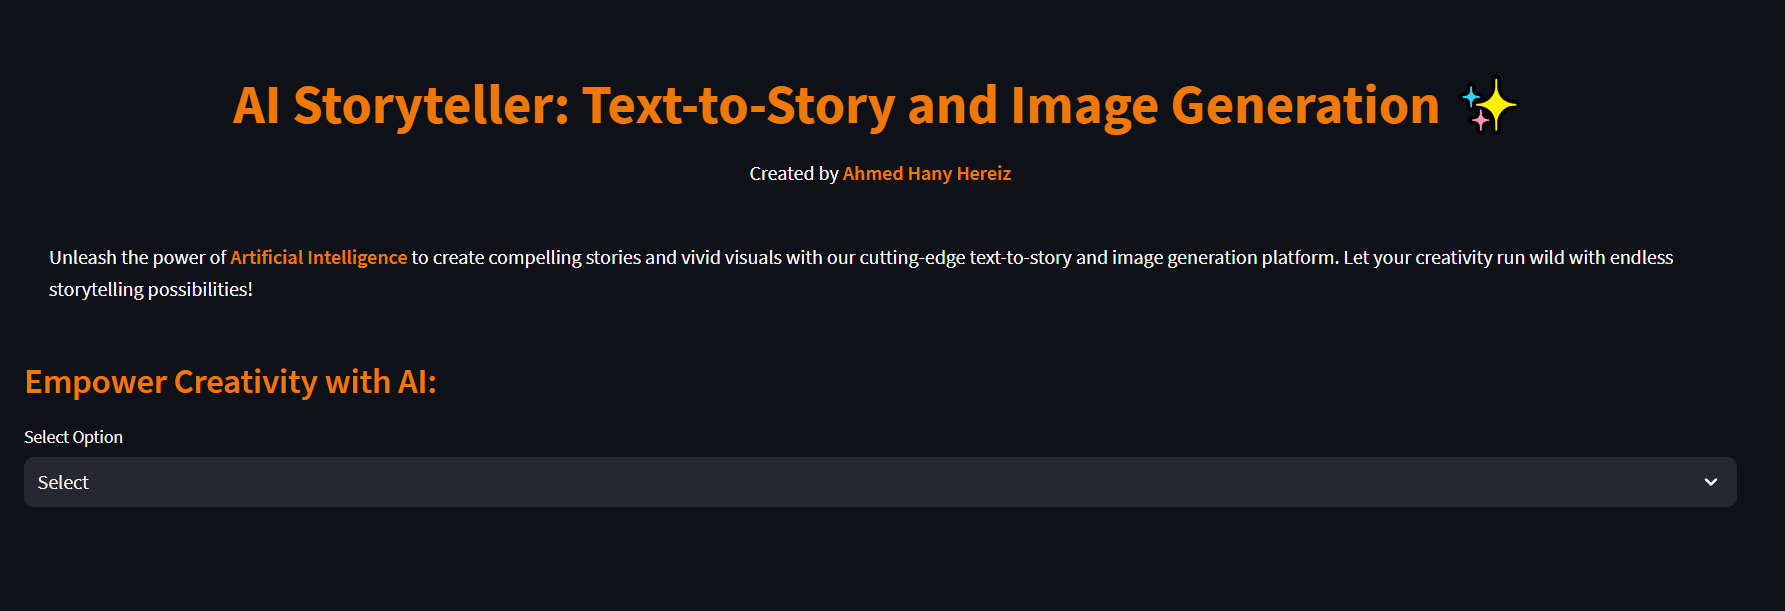 AI Storyteller: Text-to-Story and Image Generation ✨
Created by Ahmed Hany Hereiz
Unleash the power of Artificial Intelligence to create compelling stories and vivid visuals with our cutting-edge text-to-story and image generation platform. Let your creativity run wild with endless
storytelling possibilities!
Empower Creativity with AI:
Select Option
Select